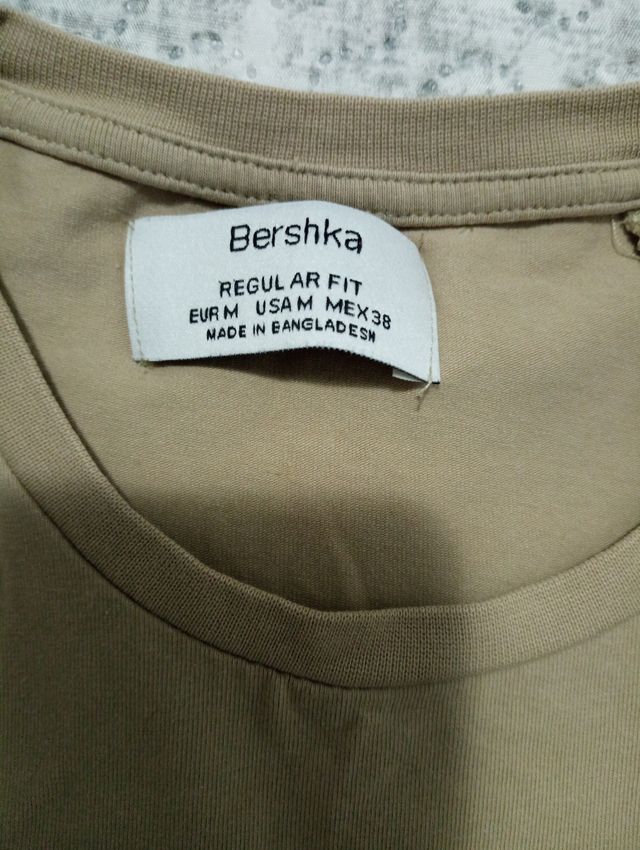 Bershka
REGULAR FIT
EUR M USA M MEX 38
MADE IN BANGLADESH